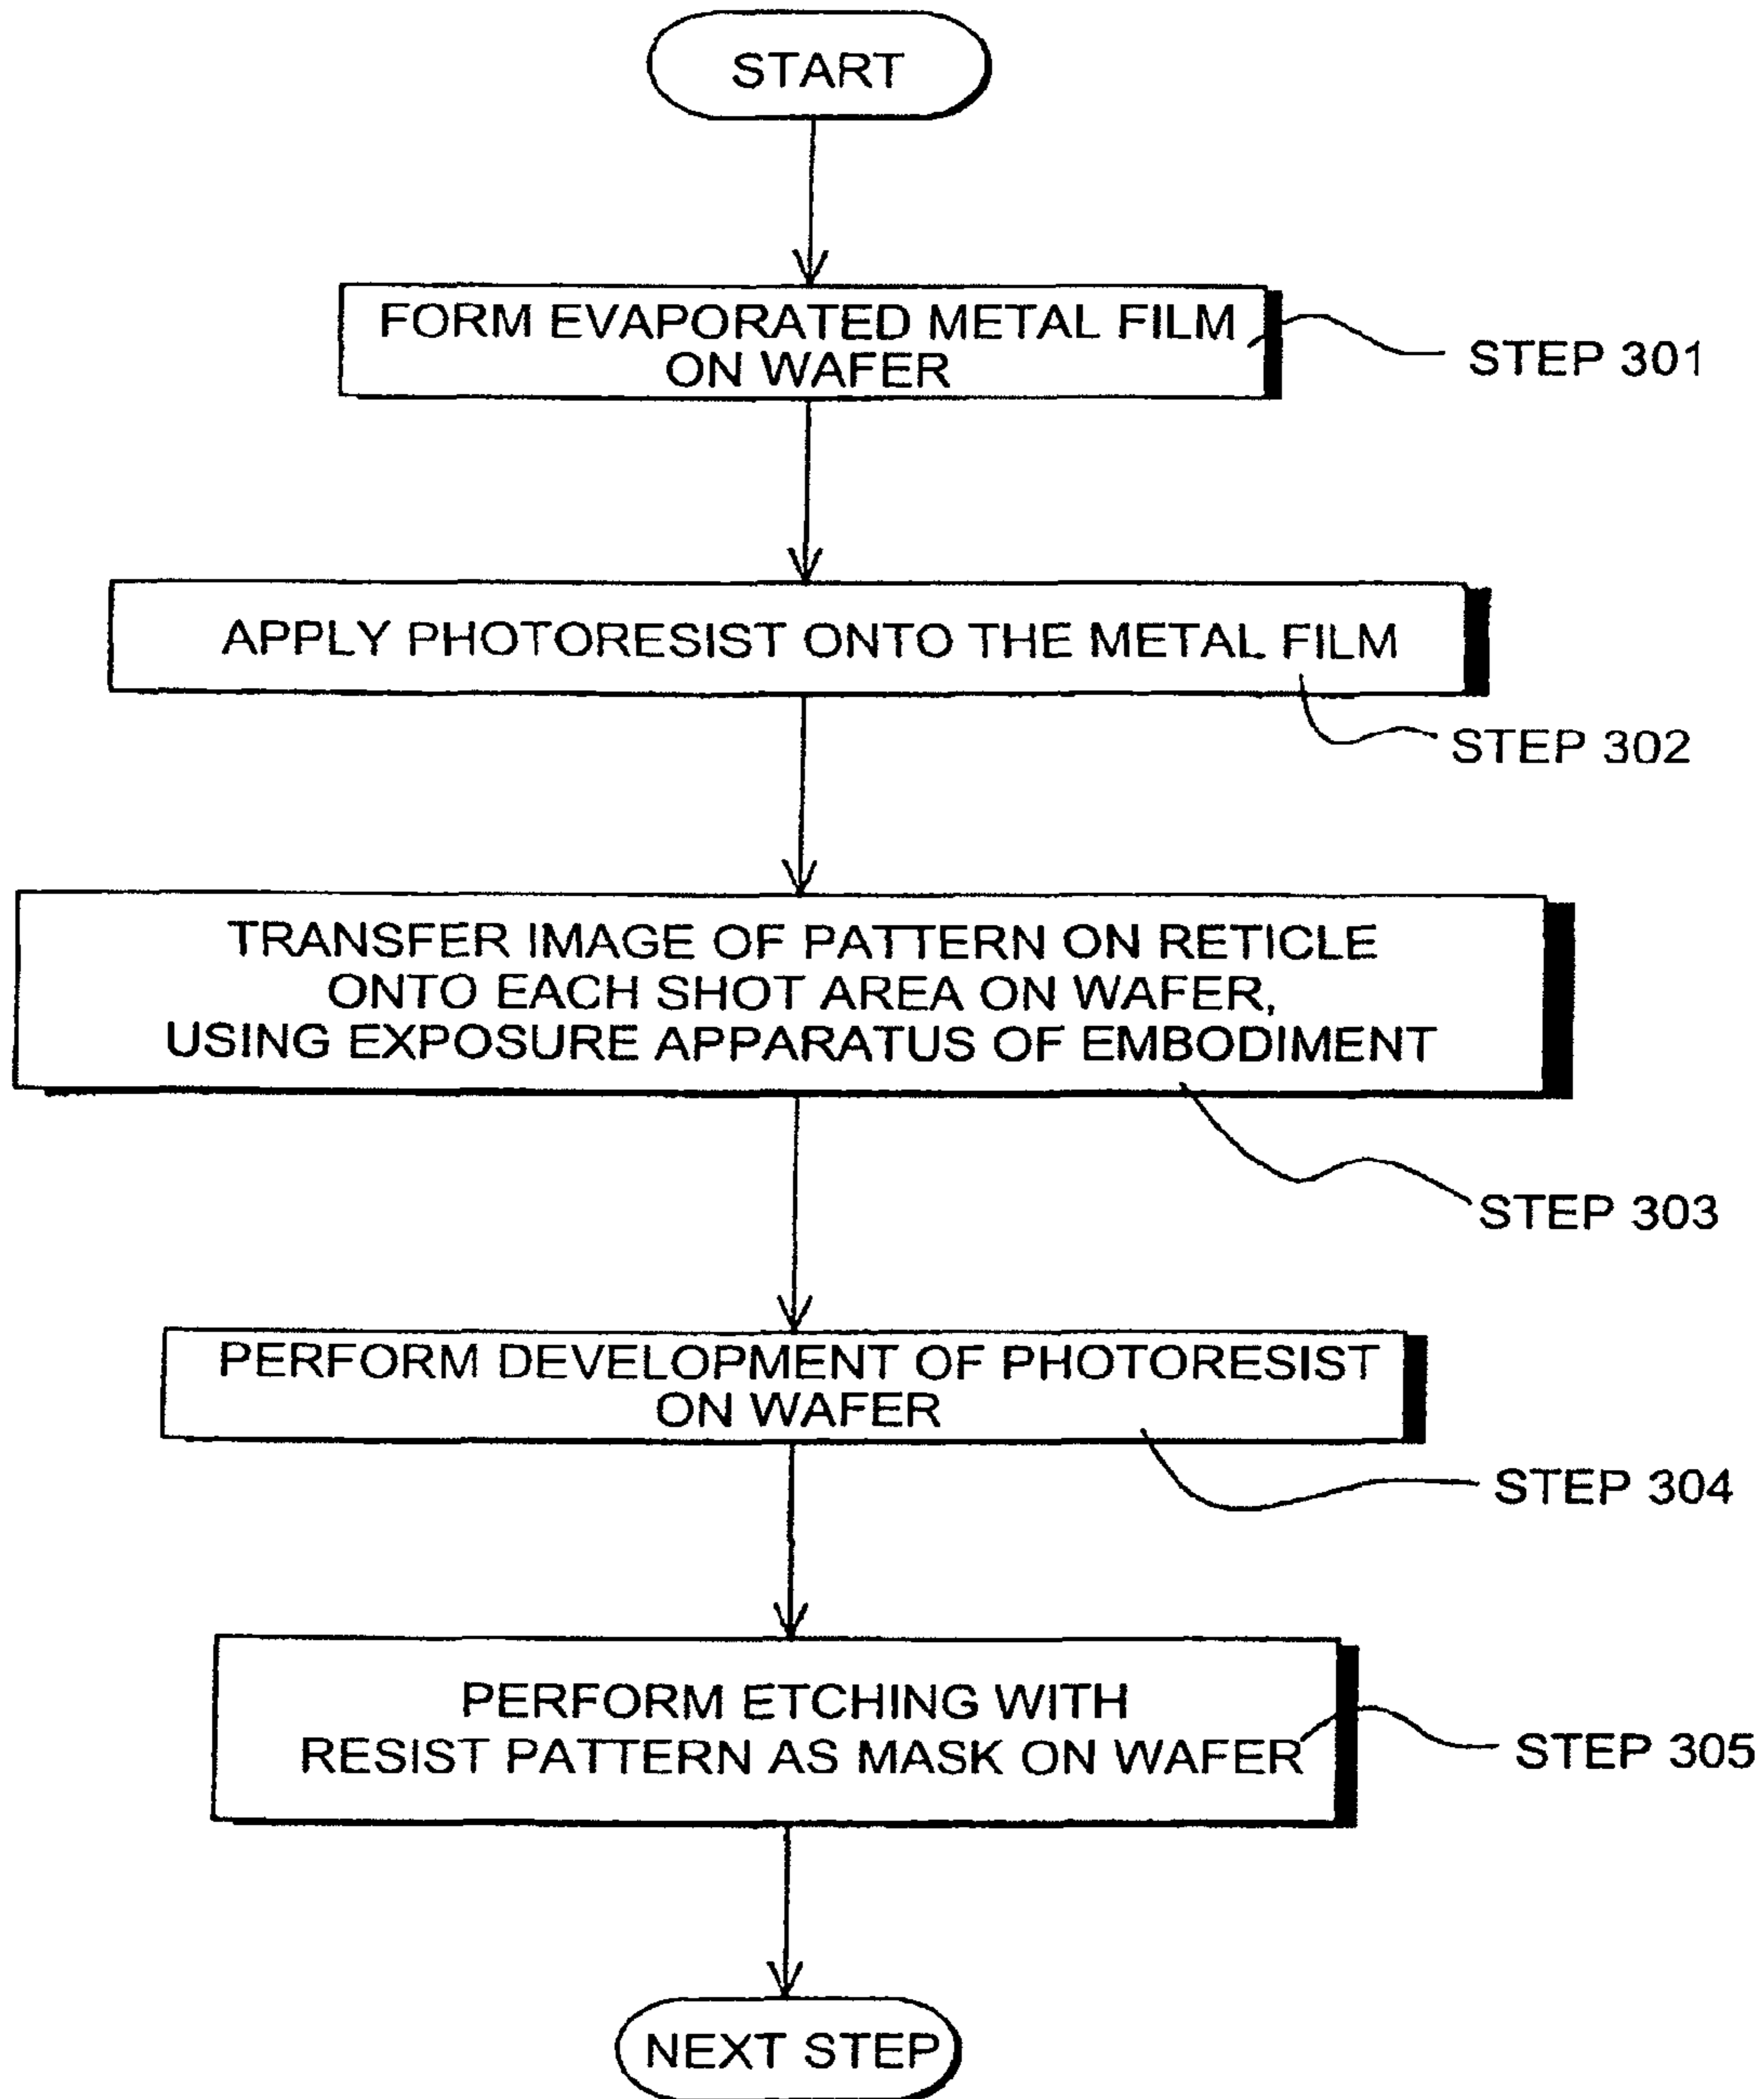 START
FORM EVAPORATED METAL FILM
ON WAFER
STEP 301
APPLY PHOTORESIST ONTO THE METAL FILM
STEP 302
TRANSFER IMAGE OF PATTERN ON RETICLE
ONTO EACH SHOT AREA ON WAFER,
USING EXPOSURE APPARATUS OF EMBODIMENT
STEP 303
PERFORM DEVELOPMENT OF PHOTORESIST
ON WAFER
STEP 304
PERFORM ETCHING WITH
RESIST PATTERN AS MASK ON WAFER
STEP 305
NEXT STEP